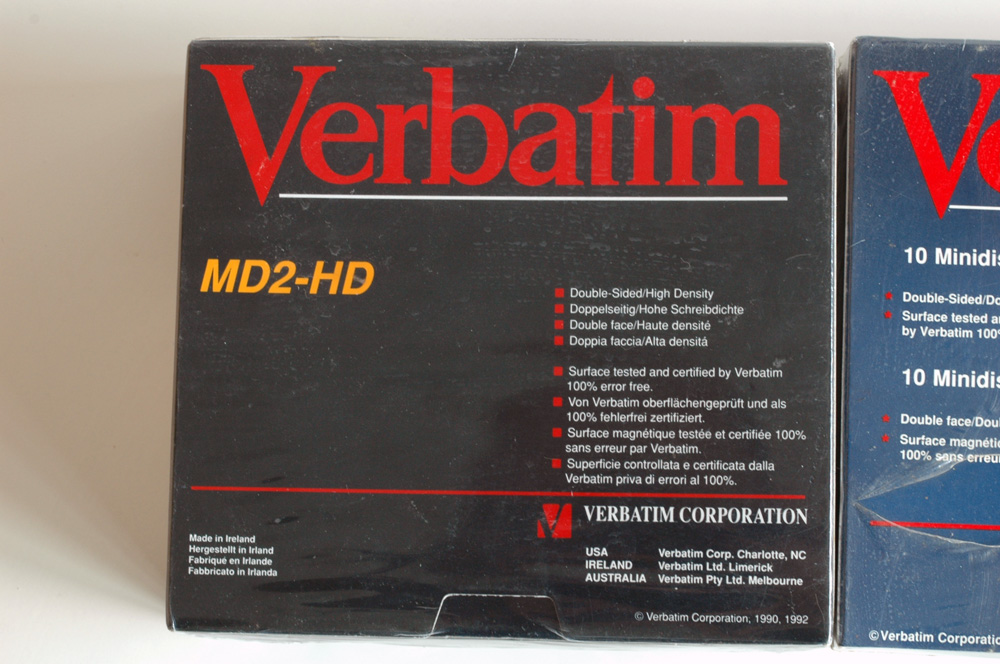 Verbatim
MD2-HD
Double-Sided/High Density
Doppelseitig/Hohe Schreibdichte
Double face/Haute densité
Doppia faccia/Alta densitá
Surface tested and certified by Verbatim
100% error free.
Von Verbatim oberflächengeprüft und als
100% fehlerfrei zertifiziert.
Surface magnétique testée et certifiée 100%
sans erreur par Verbatim.
Superficie controllata e certificata dalla
Verbatim priva di errori al 100%.
VERBATIM CORPORATION
Made in Ireland
Hergestellt in Irland
Fabriqué en Irlande
Fabbricato in Irlanda
USA Verbatim Corp. Charlotte, NC
IRELAND Verbatim Ltd. Limerick
AUSTRALIA Verbatim Pty Ltd. Melbourne
© Verbatim Corporation, 1990, 1992
Ve
10 Minidis
Double-Sided/Do
Surface tested a
by Verbatim 100%
10 Minidis
Double face/Dou
Surface magnéti
100% sans erreu
© Verbatim Corporatio